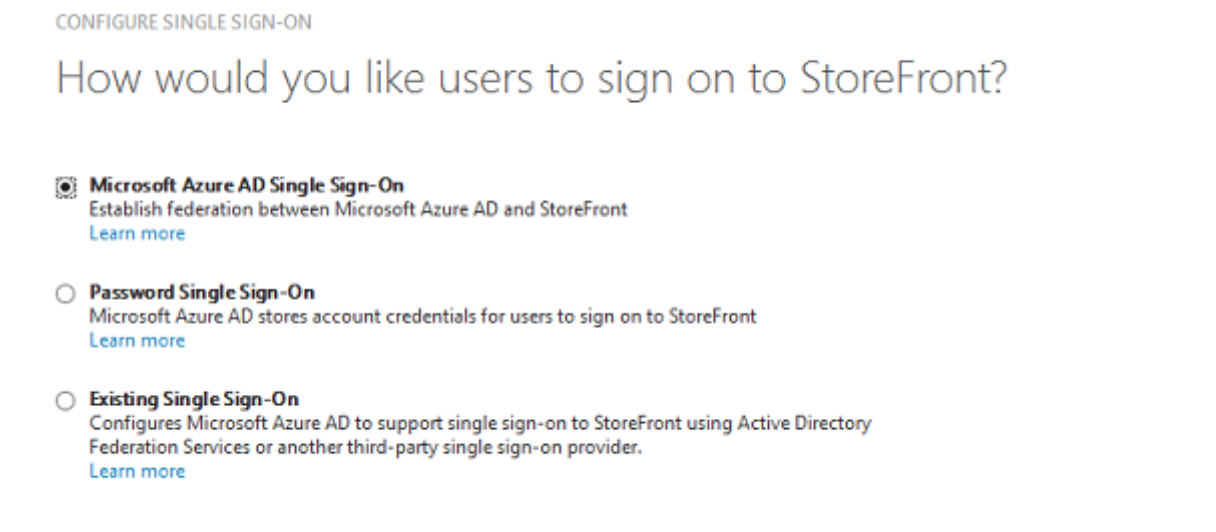 CONFIGURE SINGLE SIGN-ON
How would you like users to sign on to StoreFront?
Microsoft Azure AD Single Sign-On
Establish federation between Microsoft Azure AD and StoreFront
Learn more
Password Single Sign-On
Microsoft Azure AD stores account credentials for users to sign on to StoreFront
Learn more
Existing Single Sign-On
Configures Microsoft Azure AD to support single sign-on to StoreFront using Active Directory
Federation Services or another third-party single sign-on provider.
Learn more